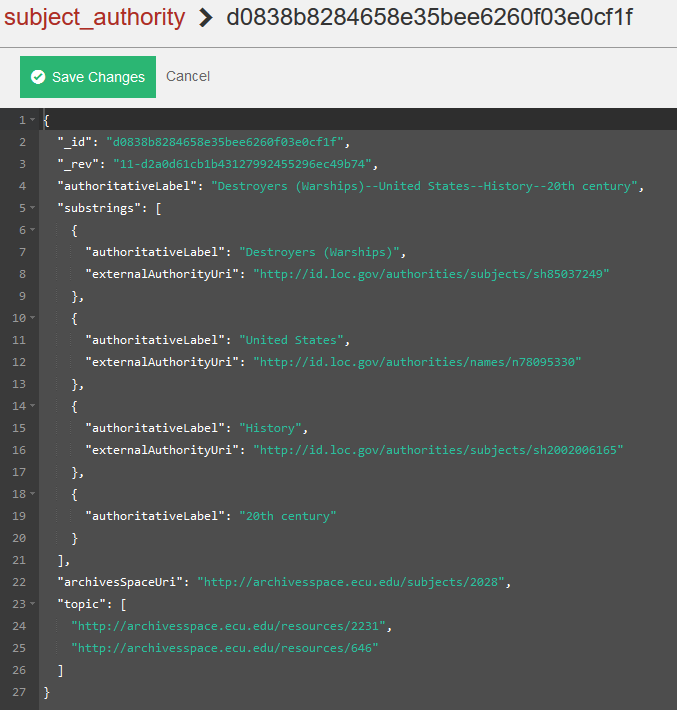 subject_authority > d0838b8284658e35bee6260f03e0cf1f
Save Changes Cancel
1 {
2 "_id": "d0838b8284658e35bee6260f03e0cf1f",
3 "_rev": "11-d2a0d61cb1b43127992455296ec49b74",
4 "authoritativeLabel": "Destroyers (Warships)--United States--History--20th century",
5 "substrings": [
6 {
7 "authoritativeLabel": "Destroyers (Warships)",
8 "externalAuthorityUri": "http://id.loc.gov/authorities/subjects/sh85037249"
9 },
10 {
11 "authoritativeLabel": "United States",
12 "externalAuthorityUri": "http://id.loc.gov/authorities/names/n78095330"
13 },
14 {
15 "authoritativeLabel": "History",
16 "externalAuthorityUri": "http://id.loc.gov/authorities/subjects/sh2002006165"
17 },
18 {
19 "authoritativeLabel": "20th century"
20 }
21 ],
22 "archivesSpaceUri": "http://archivesspace.ecu.edu/subjects/2028",
23 "topic": [
24 "http://archivesspace.ecu.edu/resources/2231",
25 "http://archivesspace.ecu.edu/resources/646"
26 ]
27 }